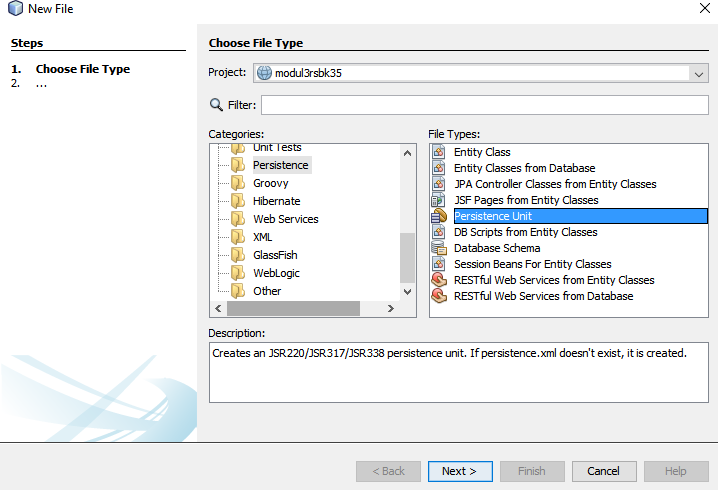 New File
Steps
1. Choose File Type
2. ...
Choose File Type
Project: modul3rsbk35
Filter:
Categories:
Unit Tests
Persistence
Groovy
Hibernate
Web Services
XML
GlassFish
WebLogic
Other
File Types:
Entity Class
Entity Classes from Database
JPA Controller Classes from Entity Classes
JSF Pages from Entity Classes
Persistence Unit
DB Scripts from Entity Classes
Database Schema
Session Beans For Entity Classes
RESTful Web Services from Entity Classes
RESTful Web Services from Database
Description:
Creates an JSR220/JSR317/JSR338 persistence unit. If persistence.xml doesn't exist, it is created.
< Back Next > Finish Cancel Help